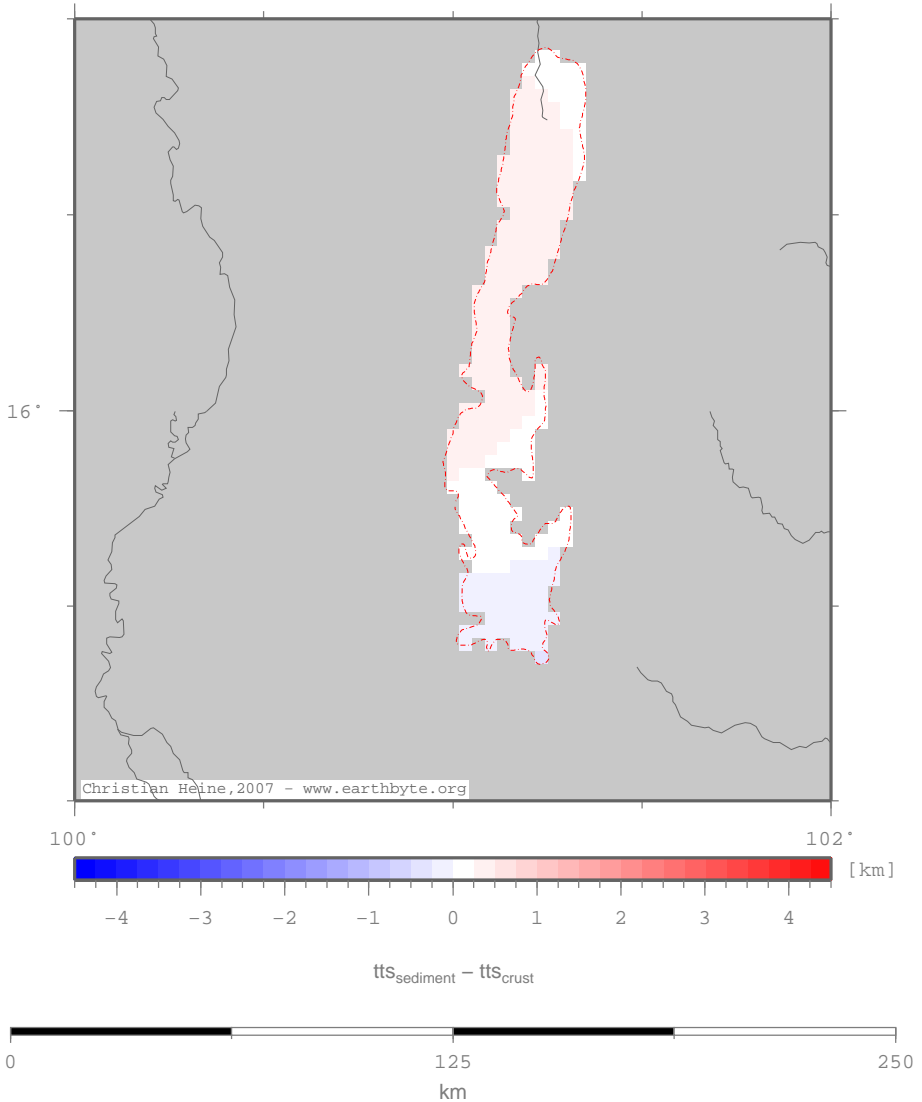 16°
Christian Heine, 2007 - www.earthbyte.org
100° 102°
[km]
−4 −3 −2 −1 0 1 2 3 4
tts_sediment − tts_crust
0 125 250
km